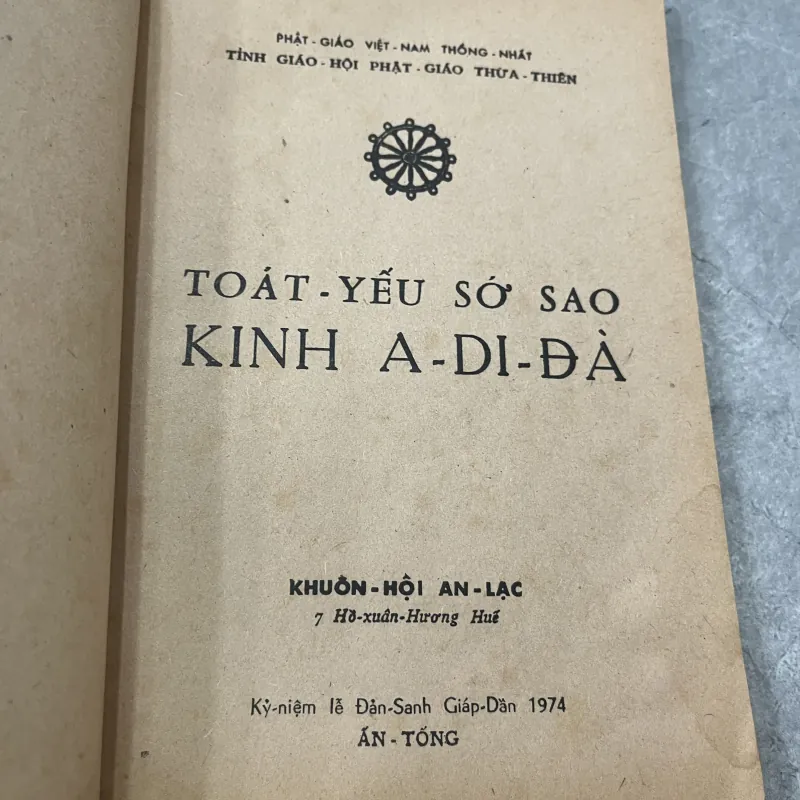 PHẬT - GIÁO VIỆT - NAM THỐNG - NHẤT
TỈNH GIÁO - HỘI PHẬT - GIÁO THỪA - THIÊN
TOÁT - YẾU SỚ SAO
KINH A - DI - ĐÀ
KHUÔN - HỘI AN - LẠC
7 Hồ-xuân-Hương Huế
Kỷ-niệm lễ Đản-Sanh Giáp-Dần 1974
ẤN - TỐNG